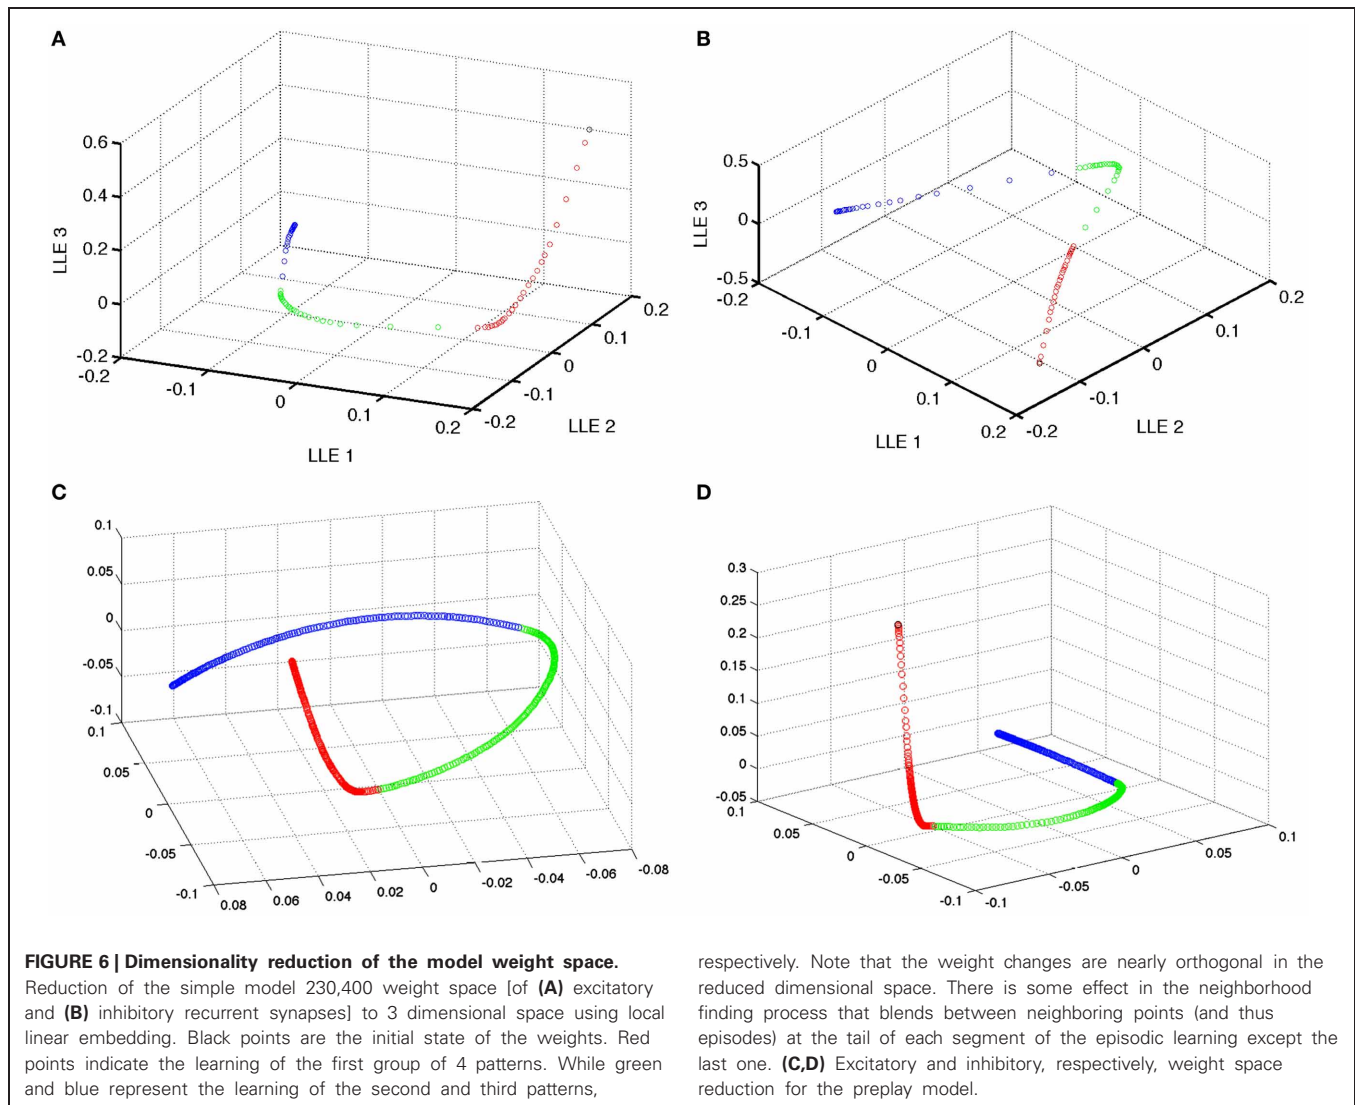 A
0.6
0.4
0.2
0
-0.2
LLE 3
-0.2
-0.1
0
0.1
0.2
LLE 1
-0.2
-0.1
0
0.1
0.2
LLE 2
B
0.5
0
-0.5
LLE 3
-0.2
-0.1
0
0.1
0.2
LLE 1
-0.2
-0.1
0
0.1
0.2
LLE 2
C
0.1
0.05
0
-0.05
-0.1
0.1
0.05
0
-0.05
-0.1
0.08
0.06
0.04
0.02
0
-0.02
-0.04
-0.06
-0.08
D
0.3
0.25
0.2
0.15
0.1
0.05
0
-0.05
0.1
0.05
0
-0.05
-0.1
-0.1
-0.05
0
0.05
0.1
FIGURE 6 | Dimensionality reduction of the model weight space.
Reduction of the simple model 230,400 weight space [of (A) excitatory
and (B) inhibitory recurrent synapses] to 3 dimensional space using local
linear embedding. Black points are the initial state of the weights. Red
points indicate the learning of the first group of 4 patterns. While green
and blue represent the learning of the second and third patterns,
respectively. Note that the weight changes are nearly orthogonal in the
reduced dimensional space. There is some effect in the neighborhood
finding process that blends between neighboring points (and thus
episodes) at the tail of each segment of the episodic learning except the
last one. (C,D) Excitatory and inhibitory, respectively, weight space
reduction for the preplay model.